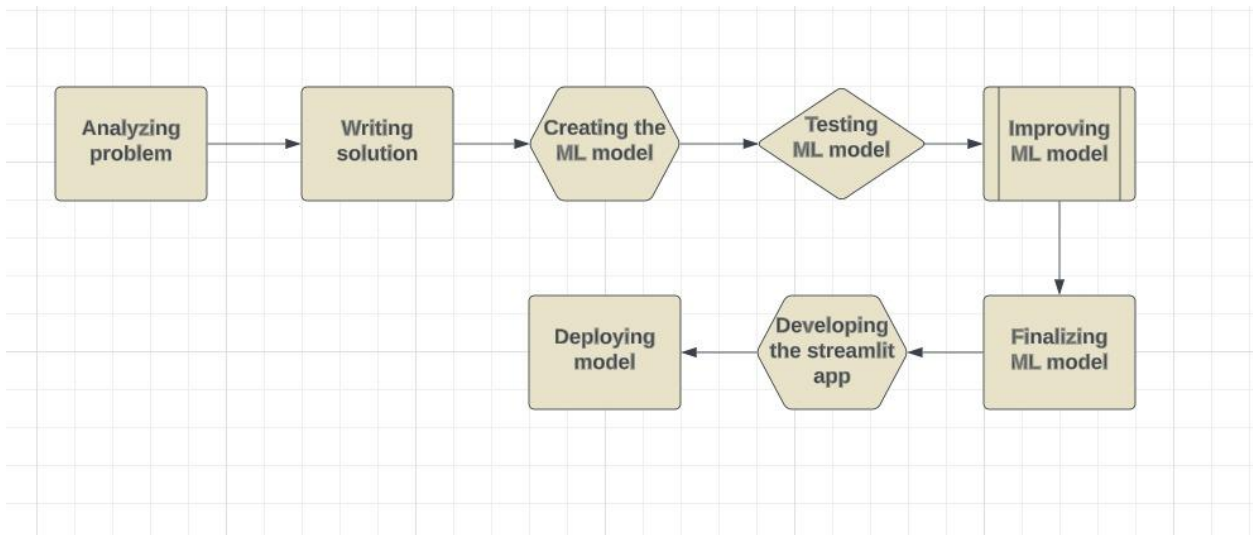 Analyzing
problem
Writing
solution
Creating the
ML model
Testing
ML model
Improving
ML model
Finalizing
ML model
Developing
the streamlit
app
Deploying
model